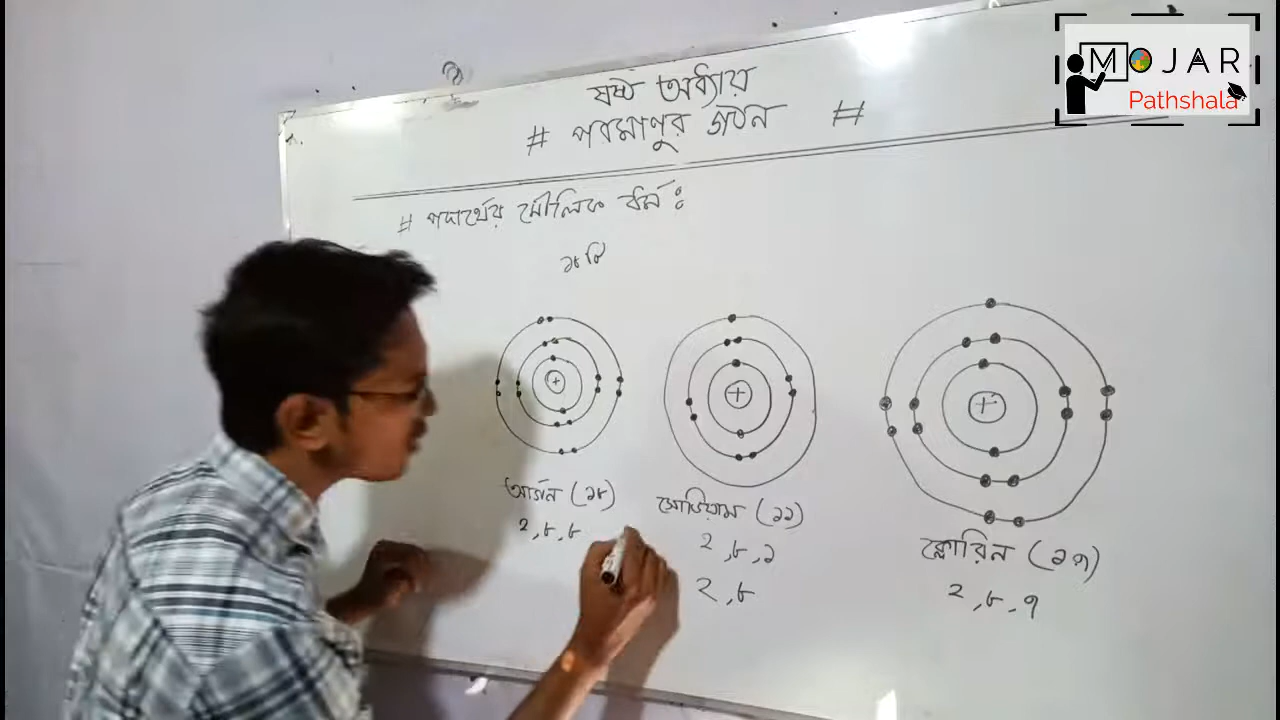 MOJAR
Pathshala
ষষ্ঠ অধ্যায়
# পরমাণুর গঠন #
# পদার্থের মৌলিক ধর্ম :
১৮ টি
+
+
+
আর্গন (১৮)
২,৮,৮
সোডিয়াম (১১)
২,৮,১
২,৮
ক্লোরিন (১৭)
২,৮,৭